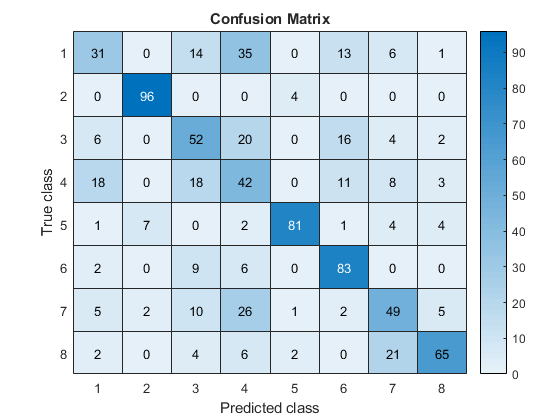 Confusion Matrix
1 31 0 14 35 0 13 6 1
2 0 96 0 0 4 0 0 0
3 6 0 52 20 0 16 4 2
4 18 0 18 42 0 11 8 3
5 1 7 0 2 81 1 4 4
6 2 0 9 6 0 83 0 0
7 5 2 10 26 1 2 49 5
8 2 0 4 6 2 0 21 65
1 2 3 4 5 6 7 8
Predicted class
True class
90
80
70
60
50
40
30
20
10
0